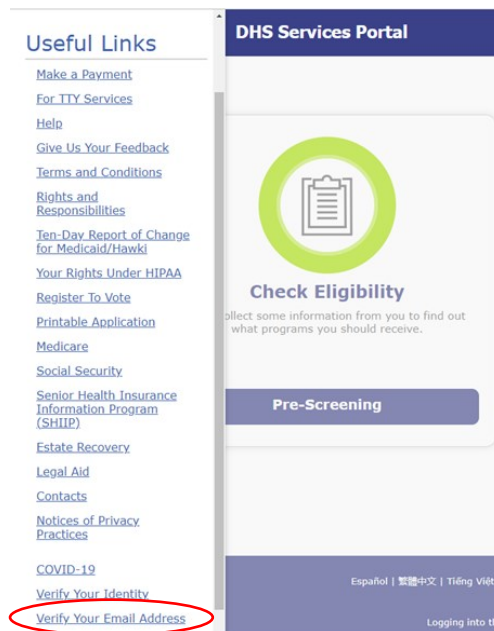 Useful Links
Make a Payment
For TTY Services
Help
Give Us Your Feedback
Terms and Conditions
Rights and
Responsibilities
Ten-Day Report of Change
for Medicaid/Hawki
Your Rights Under HIPAA
Register To Vote
Printable Application
Medicare
Social Security
Senior Health Insurance
Information Program
(SHIIP)
Estate Recovery
Legal Aid
Contacts
Notices of Privacy
Practices
COVID-19
Verify Your Identity
Verify Your Email Address
DHS Services Portal
Check Eligibility
ollect some information from you to find out
what programs you should receive.
Pre-Screening
Español | 繁體中文 | Tiếng Việt
Logging into th